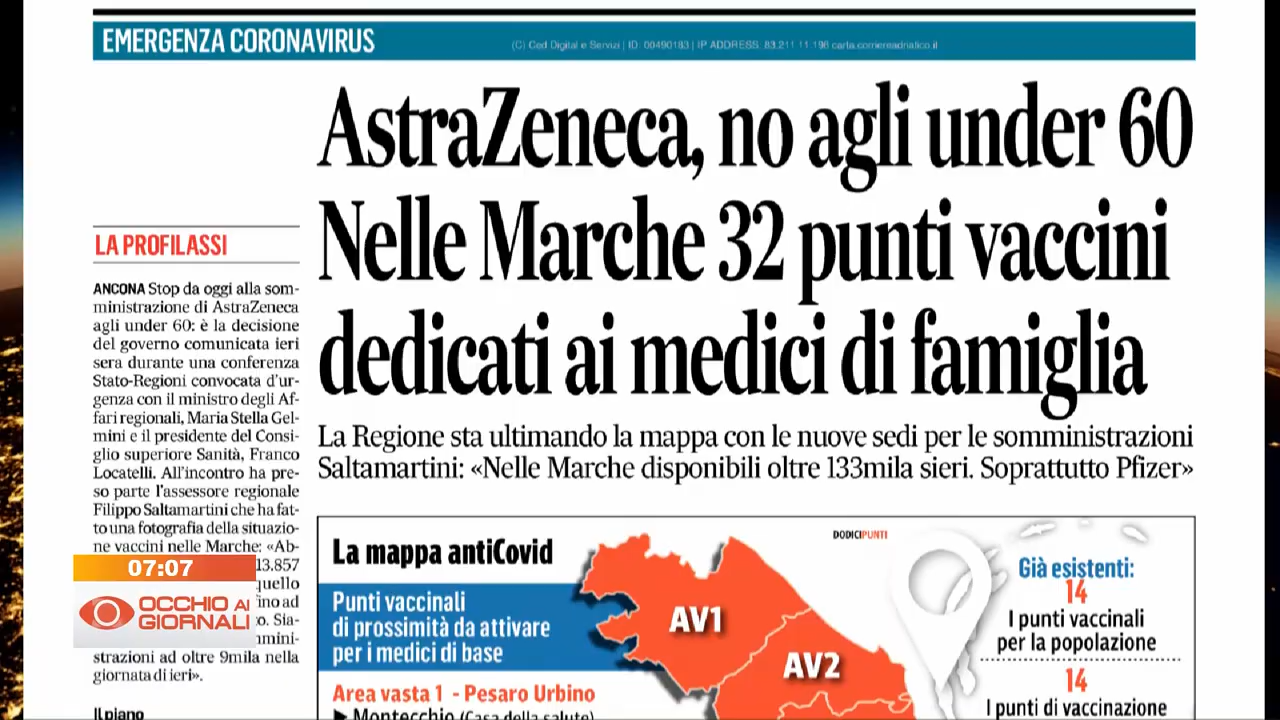 EMERGENZA CORONAVIRUS
(C) Ced Digital e Servizi | ID: 00490183 | IP ADDRESS: 83.211.11.196 carta.corriereadriatico.it
AstraZeneca, no agli under 60
Nelle Marche 32 punti vaccini
dedicati ai medici di famiglia
La Regione sta ultimando la mappa con le nuove sedi per le somministrazioni
Saltamartini: «Nelle Marche disponibili oltre 133mila sieri. Soprattutto Pfizer»
LA PROFILASSI
ANCONA Stop da oggi alla som-
ministrazione di AstraZeneca
agli under 60: è la decisione
del governo comunicata ieri
sera durante una conferenza
Stato-Regioni convocata d'ur-
genza con il ministro degli Af-
fari regionali, Maria Stella Gel-
mini e il presidente del Consi-
glio superiore Sanità, Franco
Locatelli. All'incontro ha pre-
so parte l'assessore regionale
Filippo Saltamartini che ha fat-
to una fotografia della situazio-
ne vaccini nelle Marche: «Ab-
13.857
quello
fino ad
o. Sia-
mmini-
strazioni ad oltre 9mila nella
giornata di ieri».
Il piano
07:07
OCCHIO AI
GIORNALI
La mappa antiCovid
Punti vaccinali
di prossimità da attivare
per i medici di base
Area vasta 1 - Pesaro Urbino
▶ Montecchio (Casa della salute)
AV1
AV2
DODICIPUNTI
Già esistenti:
14
I punti vaccinali
per la popolazione
14
I punti di vaccinazione